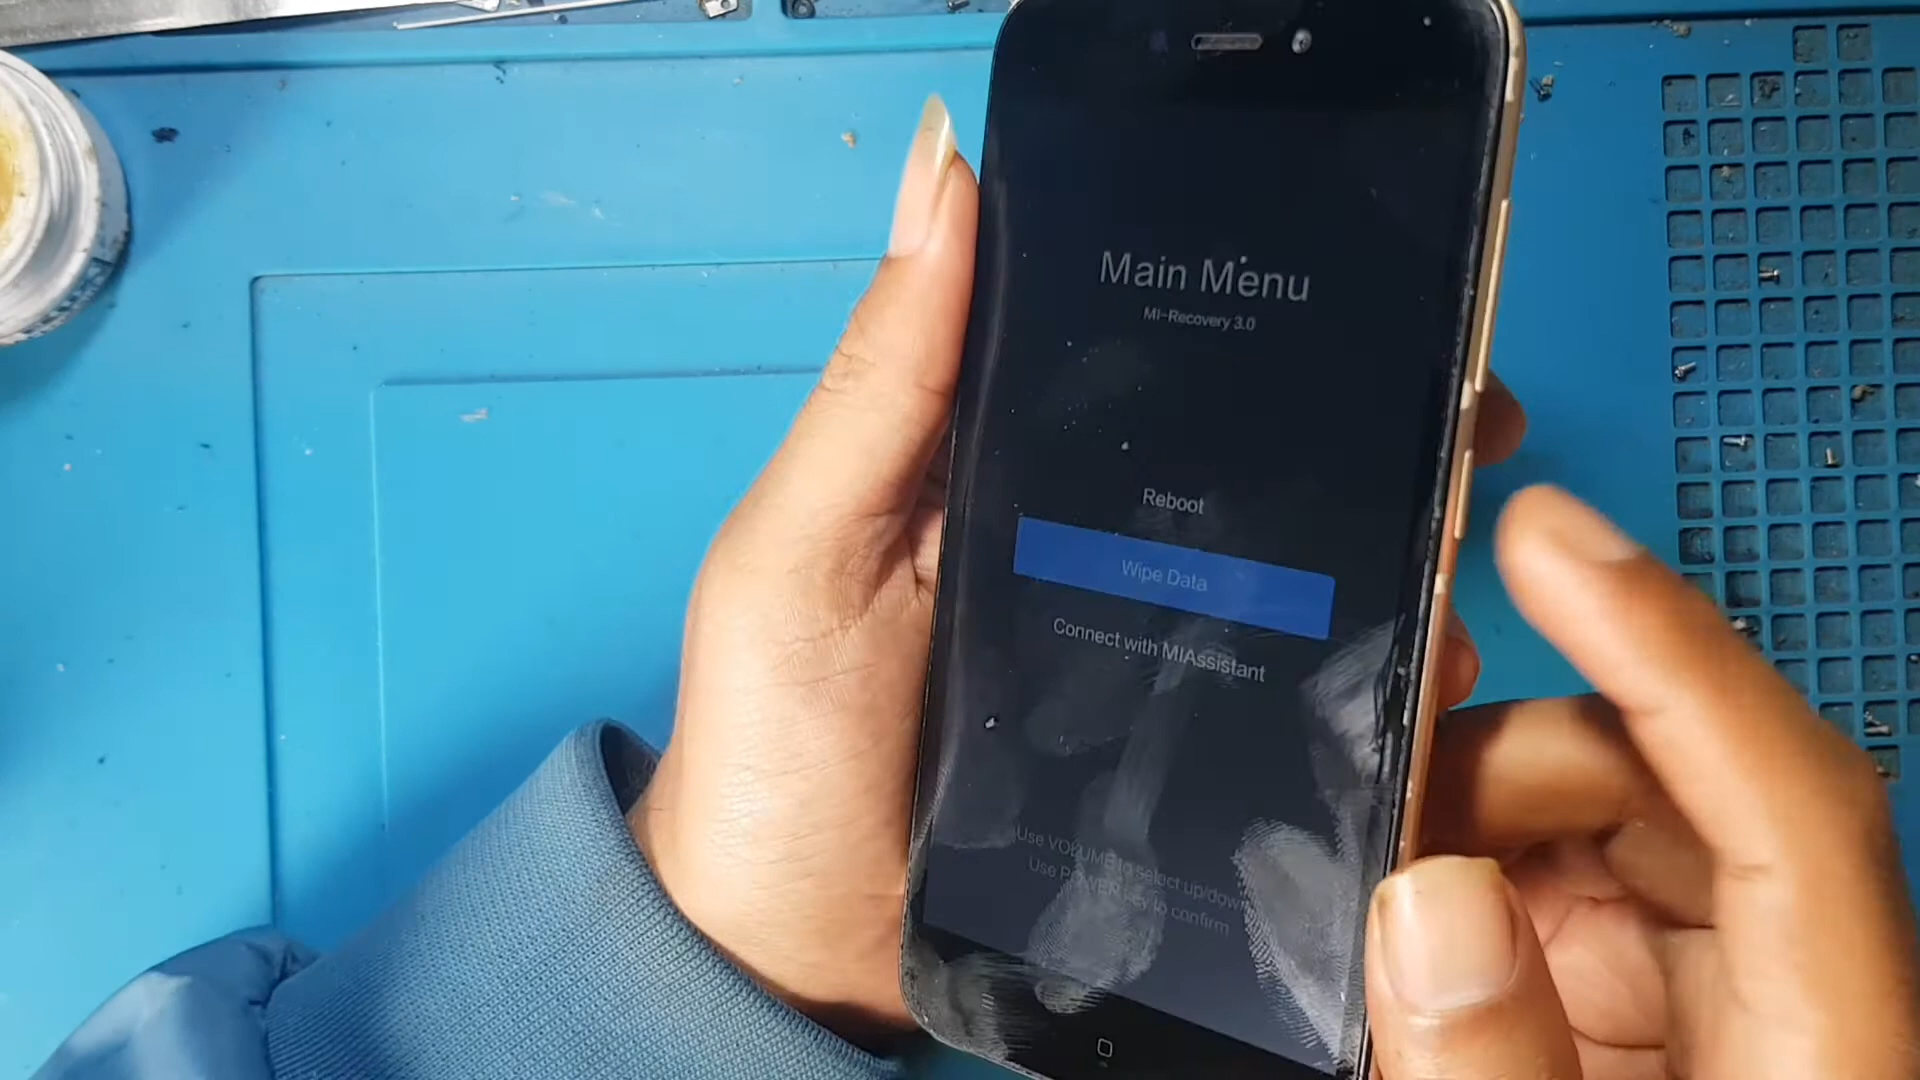 Main Menu
MI-Recovery 3.0
Reboot
Wipe Data
Connect with MIAssistant
Use VOLUME to select up/down
Use POWER key to confirm